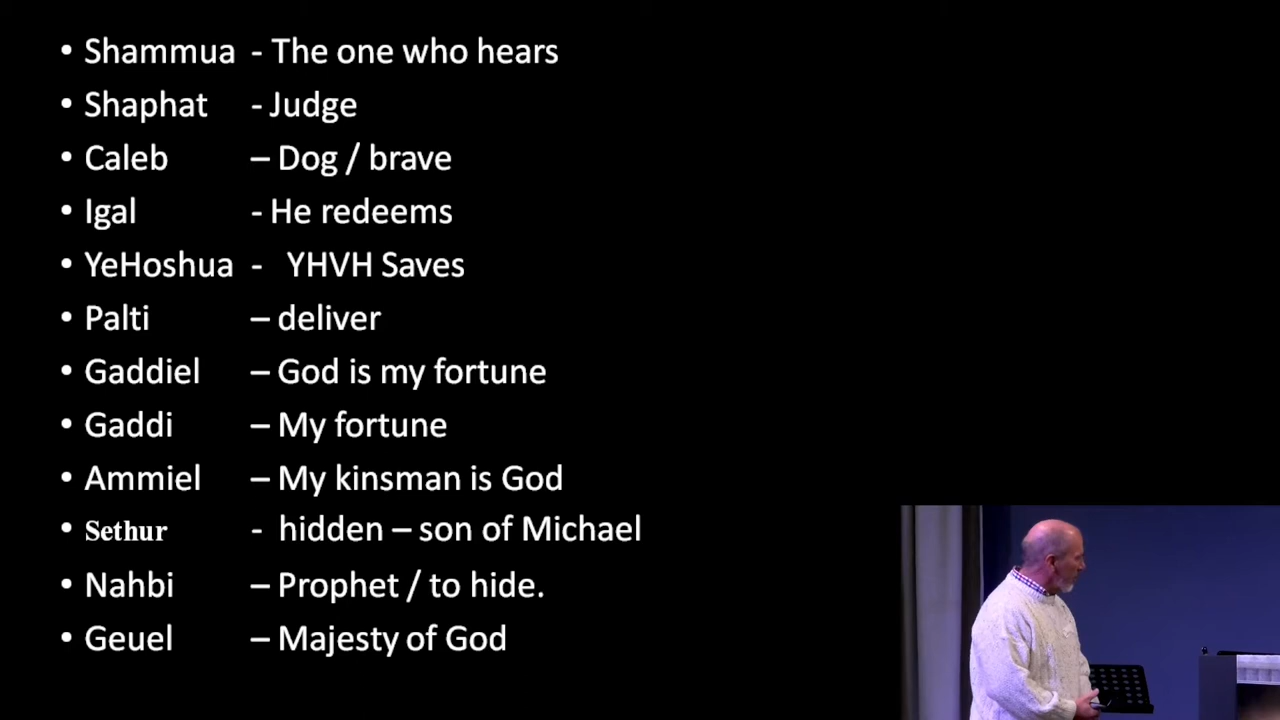 • Shammua - The one who hears
• Shaphat - Judge
• Caleb – Dog / brave
• Igal - He redeems
• YeHoshua - YHVH Saves
• Palti – deliver
• Gaddiel – God is my fortune
• Gaddi – My fortune
• Ammiel – My kinsman is God
• Sethur - hidden – son of Michael
• Nahbi – Prophet / to hide.
• Geuel – Majesty of God